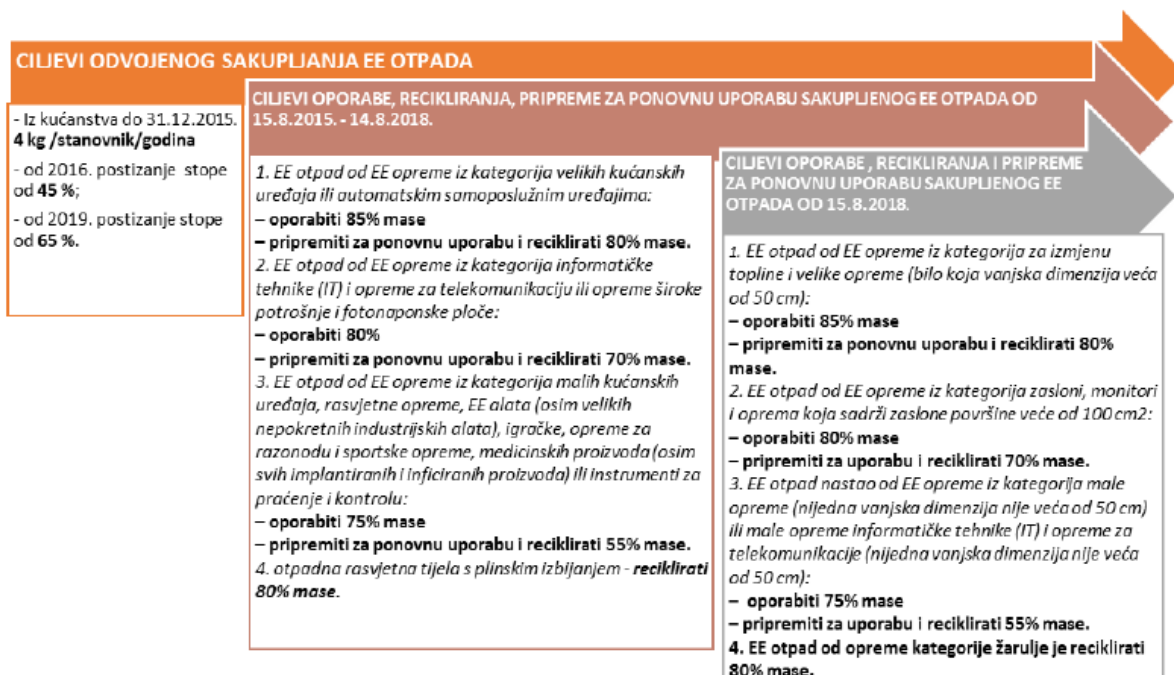 CILJEVI ODVOJENOG SAKUPLJANJA EE OTPADA
- Iz kućanstva do 31.12.2015.
4 kg /stanovnik/godina
- od 2016. postizanje stope
od 45 %;
- od 2019. postizanje stope
od 65 %.
CILJEVI OPORABE, RECIKLIRANJA, PRIPREME ZA PONOVNU UPORABU SAKUPLJENOG EE OTPADA OD
15.8.2015. - 14.8.2018.
1. EE otpad od EE opreme iz kategorija velikih kućanskih
uređaja ili automatskim samoposlužnim uređajima:
– oporabiti 85% mase
– pripremiti za ponovnu uporabu i reciklirati 80% mase.
2. EE otpad od EE opreme iz kategorija informatičke
tehnike (IT) i opreme za telekomunikaciju ili opreme široke
potrošnje i fotonaponske ploče:
– oporabiti 80%
– pripremiti za ponovnu uporabu i reciklirati 70% mase.
3. EE otpad od EE opreme iz kategorija malih kućanskih
uređaja, rasvjetne opreme, EE alata (osim velikih
nepokretnih industrijskih alata), igračke, opreme za
razonodu i sportske opreme, medicinskih proizvoda (osim
svih implantiranih i inficiranih proizvoda) ili instrumenti za
praćenje i kontrolu:
– oporabiti 75% mase
– pripremiti za ponovnu uporabu i reciklirati 55% mase.
4. otpadna rasvjetna tijela s plinskim izbijanjem - reciklirati
80% mase.
CILJEVI OPORABE , RECIKLIRANJA I PRIPREME
ZA PONOVNU UPORABU SAKUPLJENOG EE
OTPADA OD 15.8.2018.
1. EE otpad od EE opreme iz kategorija za izmjenu
topline i velike opreme (bilo koja vanjska dimenzija veća
od 50 cm):
– oporabiti 85% mase
– pripremiti za ponovnu uporabu i reciklirati 80%
mase.
2. EE otpad od EE opreme iz kategorija zasloni, monitori
i oprema koja sadrži zaslone površine veće od 100 cm2:
– oporabiti 80% mase
– pripremiti za uporabu i reciklirati 70% mase.
3. EE otpad nastao od EE opreme iz kategorija male
opreme (nijedna vanjska dimenzija nije veća od 50 cm)
ili male opreme informatičke tehnike (IT) i opreme za
telekomunikacije (nijedna vanjska dimenzija nije veća
od 50 cm):
– oporabiti 75% mase
– pripremiti za uporabu i reciklirati 55% mase.
4. EE otpad od opreme kategorije žarulje je reciklirati
80% mase.